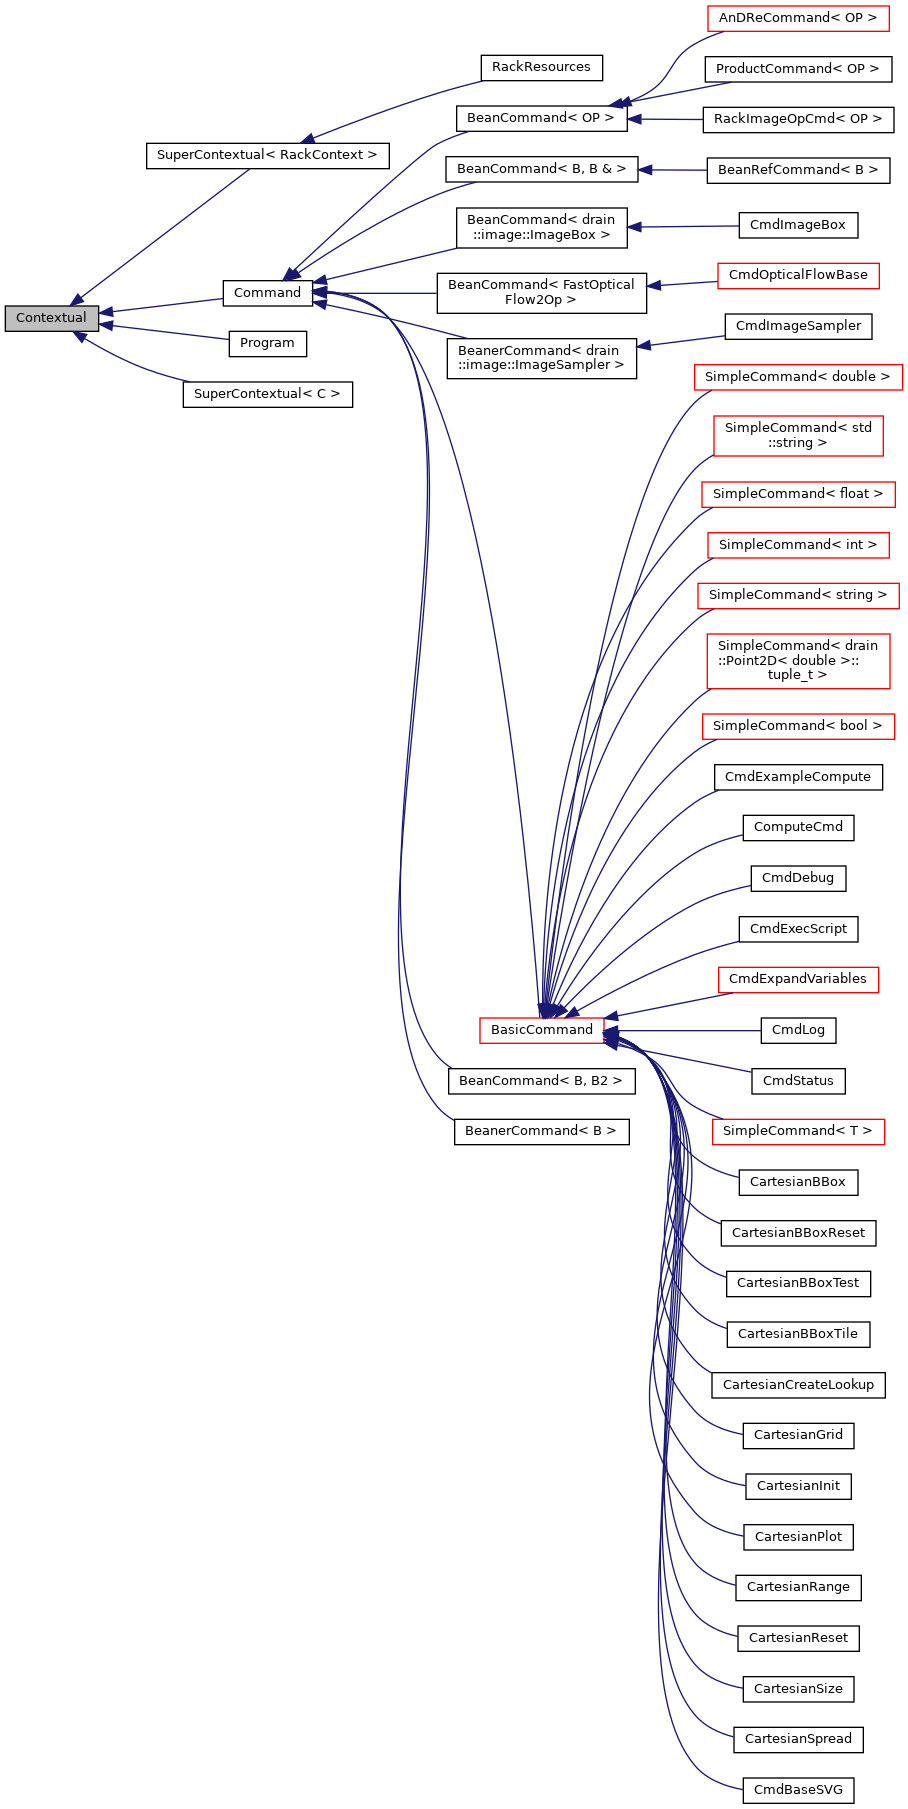 AnDReCommand< OP >
RackResources
ProductCommand< OP >
BeanCommand< OP >
RackImageOpCmd< OP >
SuperContextual< RackContext >
BeanCommand< B, B & >
BeanRefCommand< B >
BeanCommand< drain
::image::ImageBox >
CmdImageBox
CmdOpticalFlowBase
BeanCommand< FastOptical
Flow2Op >
Command
Contextual
CmdImageSampler
Program
BeanerCommand< drain
::image::ImageSampler >
SimpleCommand< double >
SuperContextual< C >
SimpleCommand< std
::string >
SimpleCommand< float >
SimpleCommand< int >
SimpleCommand< string >
SimpleCommand< drain
::Point2D< double >::
tuple_t >
SimpleCommand< bool >
CmdExampleCompute
ComputeCmd
CmdDebug
CmdExecScript
CmdExpandVariables
BasicCommand
CmdLog
BeanCommand< B, B2 >
CmdStatus
BeanerCommand< B >
SimpleCommand< T >
CartesianBBox
CartesianBBoxReset
CartesianBBoxTest
CartesianBBoxTile
CartesianCreateLookup
CartesianGrid
CartesianInit
CartesianPlot
CartesianRange
CartesianReset
CartesianSize
CartesianSpread
CmdBaseSVG